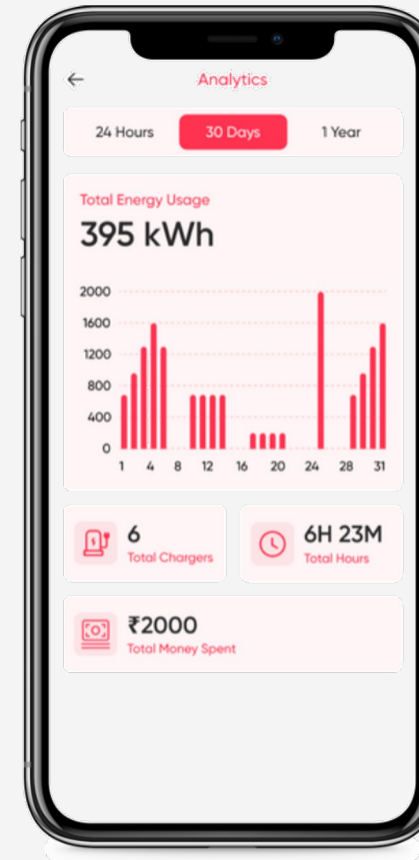 Analytics
24 Hours 30 Days 1 Year
Total Energy Usage
395 kWh
2000
1600
1200
800
400
0
1 4 8 12 16 20 24 28 31
6
Total Chargers
6H 23M
Total Hours
₹2000
Total Money Spent